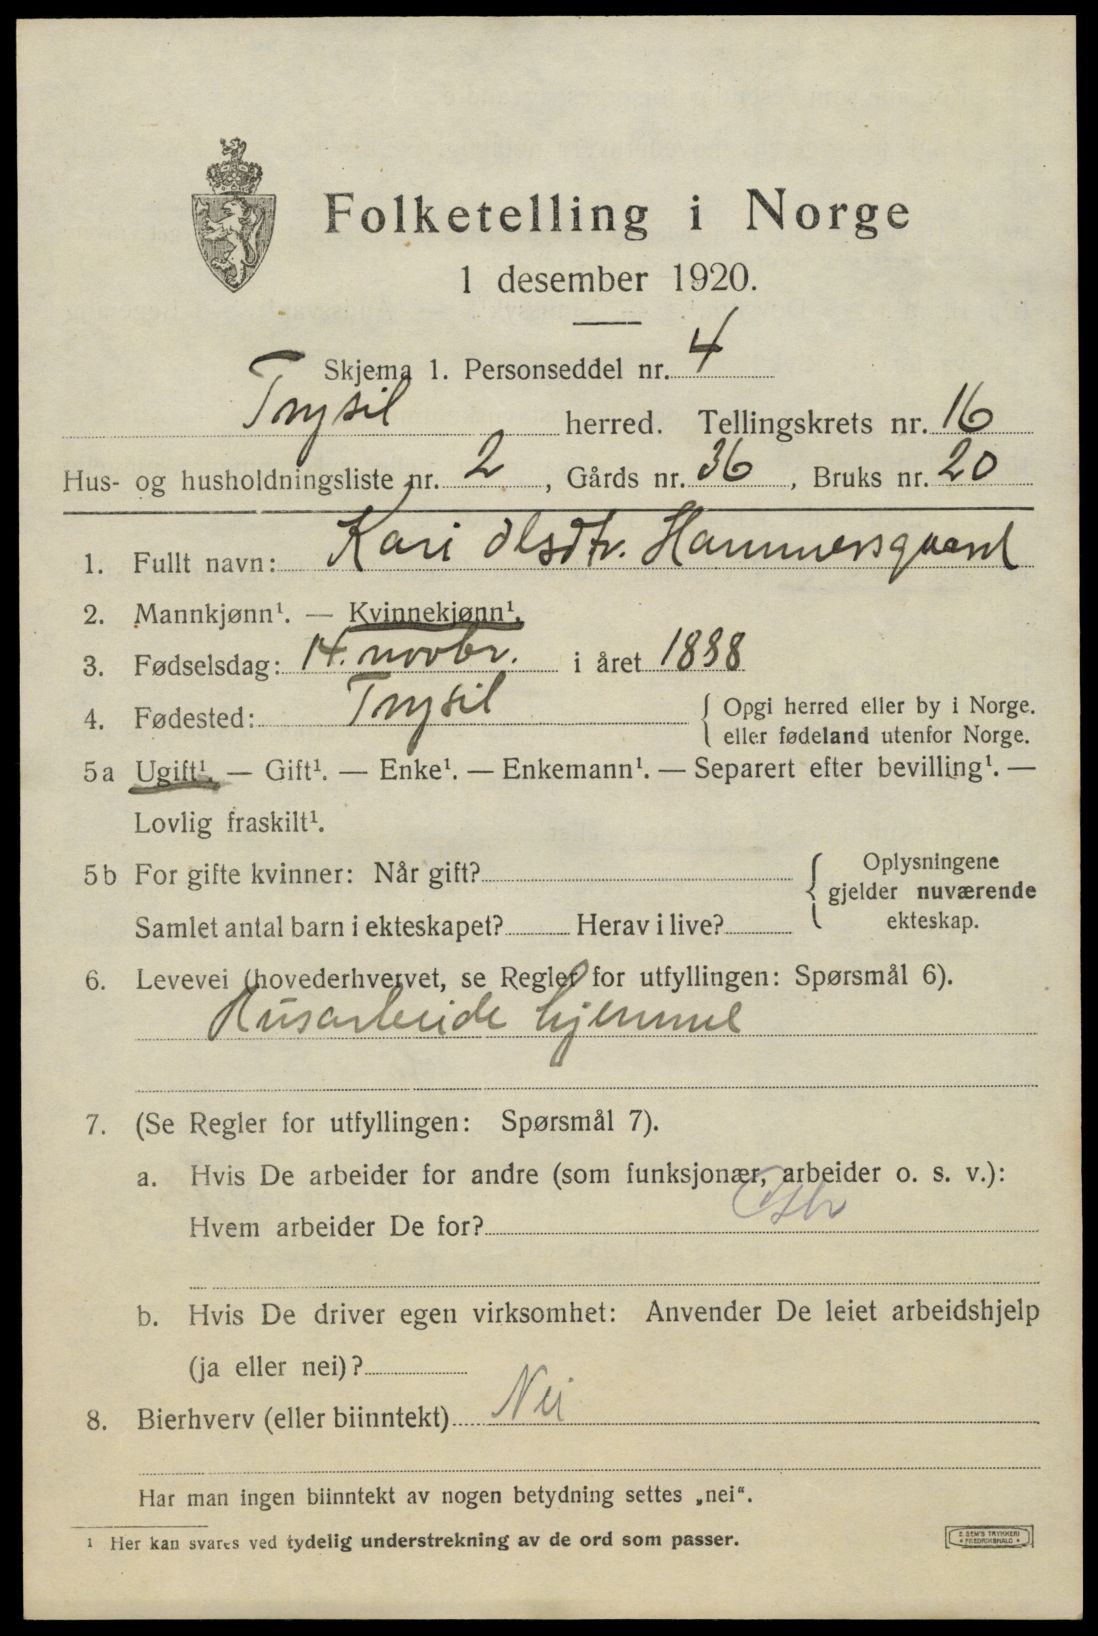 Folketelling i Norge
1 desember 1920.
Skjema 1. Personseddel nr. 4
Trysil herred. Tellingskrets nr. 16
Hus- og husholdningsliste nr. 2, Gårds nr. 36, Bruks nr. 20
1. Fullt navn: Kari Olsdtr. Hammersgaard
2. Mannkjønn¹. — Kvinnekjønn¹.
3. Fødselsdag: 14. novbr. i året 1898
4. Fødested: Trysil { Opgi herred eller by i Norge.
eller fødeland utenfor Norge.
5a Ugift¹. — Gift¹. — Enke¹. — Enkemann¹. — Separert efter bevilling¹. —
Lovlig fraskilt¹.
5b For gifte kvinner: Når gift? { Oplysningene
gjelder nuværende
ekteskap.
Samlet antal barn i ekteskapet? Herav i live?
6. Levevei (hovederhvervet, se Regler for utfyllingen: Spørsmål 6).
Husarbeide hjemme
7. (Se Regler for utfyllingen: Spørsmål 7).
a. Hvis De arbeider for andre (som funksjonær, arbeider o. s. v.):
Hvem arbeider De for?
b. Hvis De driver egen virksomhet: Anvender De leiet arbeidshjelp
(ja eller nei)?
8. Bierhverv (eller biinntekt) Nei
Har man ingen biinntekt av nogen betydning settes „nei“.
¹ Her kan svares ved tydelig understrekning av de ord som passer.
E. SEM'S TRYKKERI
FREDRIKSHALD